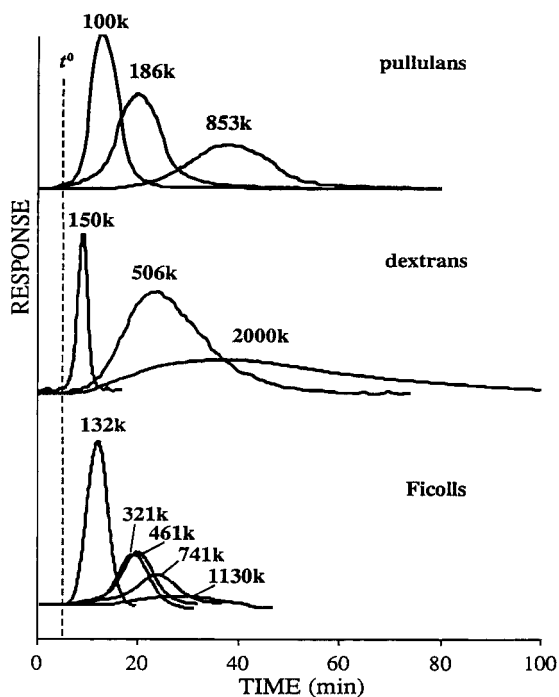 100k
t⁰
186k
pullulans
853k
150k
dextrans
506k
2000k
132k
Ficolls
321k
461k
741k
1130k
RESPONSE
0 20 40 60 80 100
TIME (min)